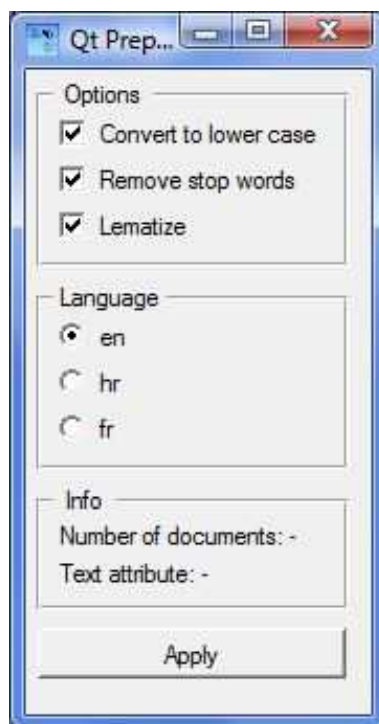 Qt Prep...
Options
Convert to lower case
Remove stop words
Lematize
Language
en
hr
fr
Info
Number of documents: -
Text attribute: -
Apply